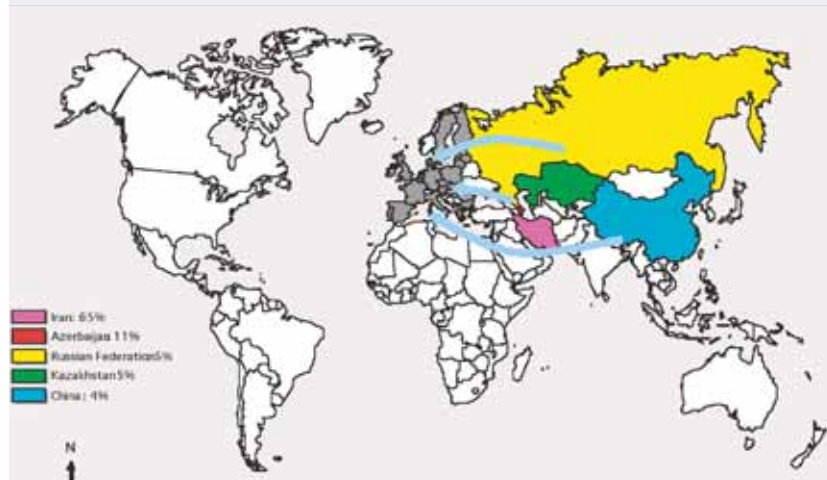 Iran: 65%
Azerbaijan 11%
Russian Federation5%
Kazakhstan5%
China: 4%
N